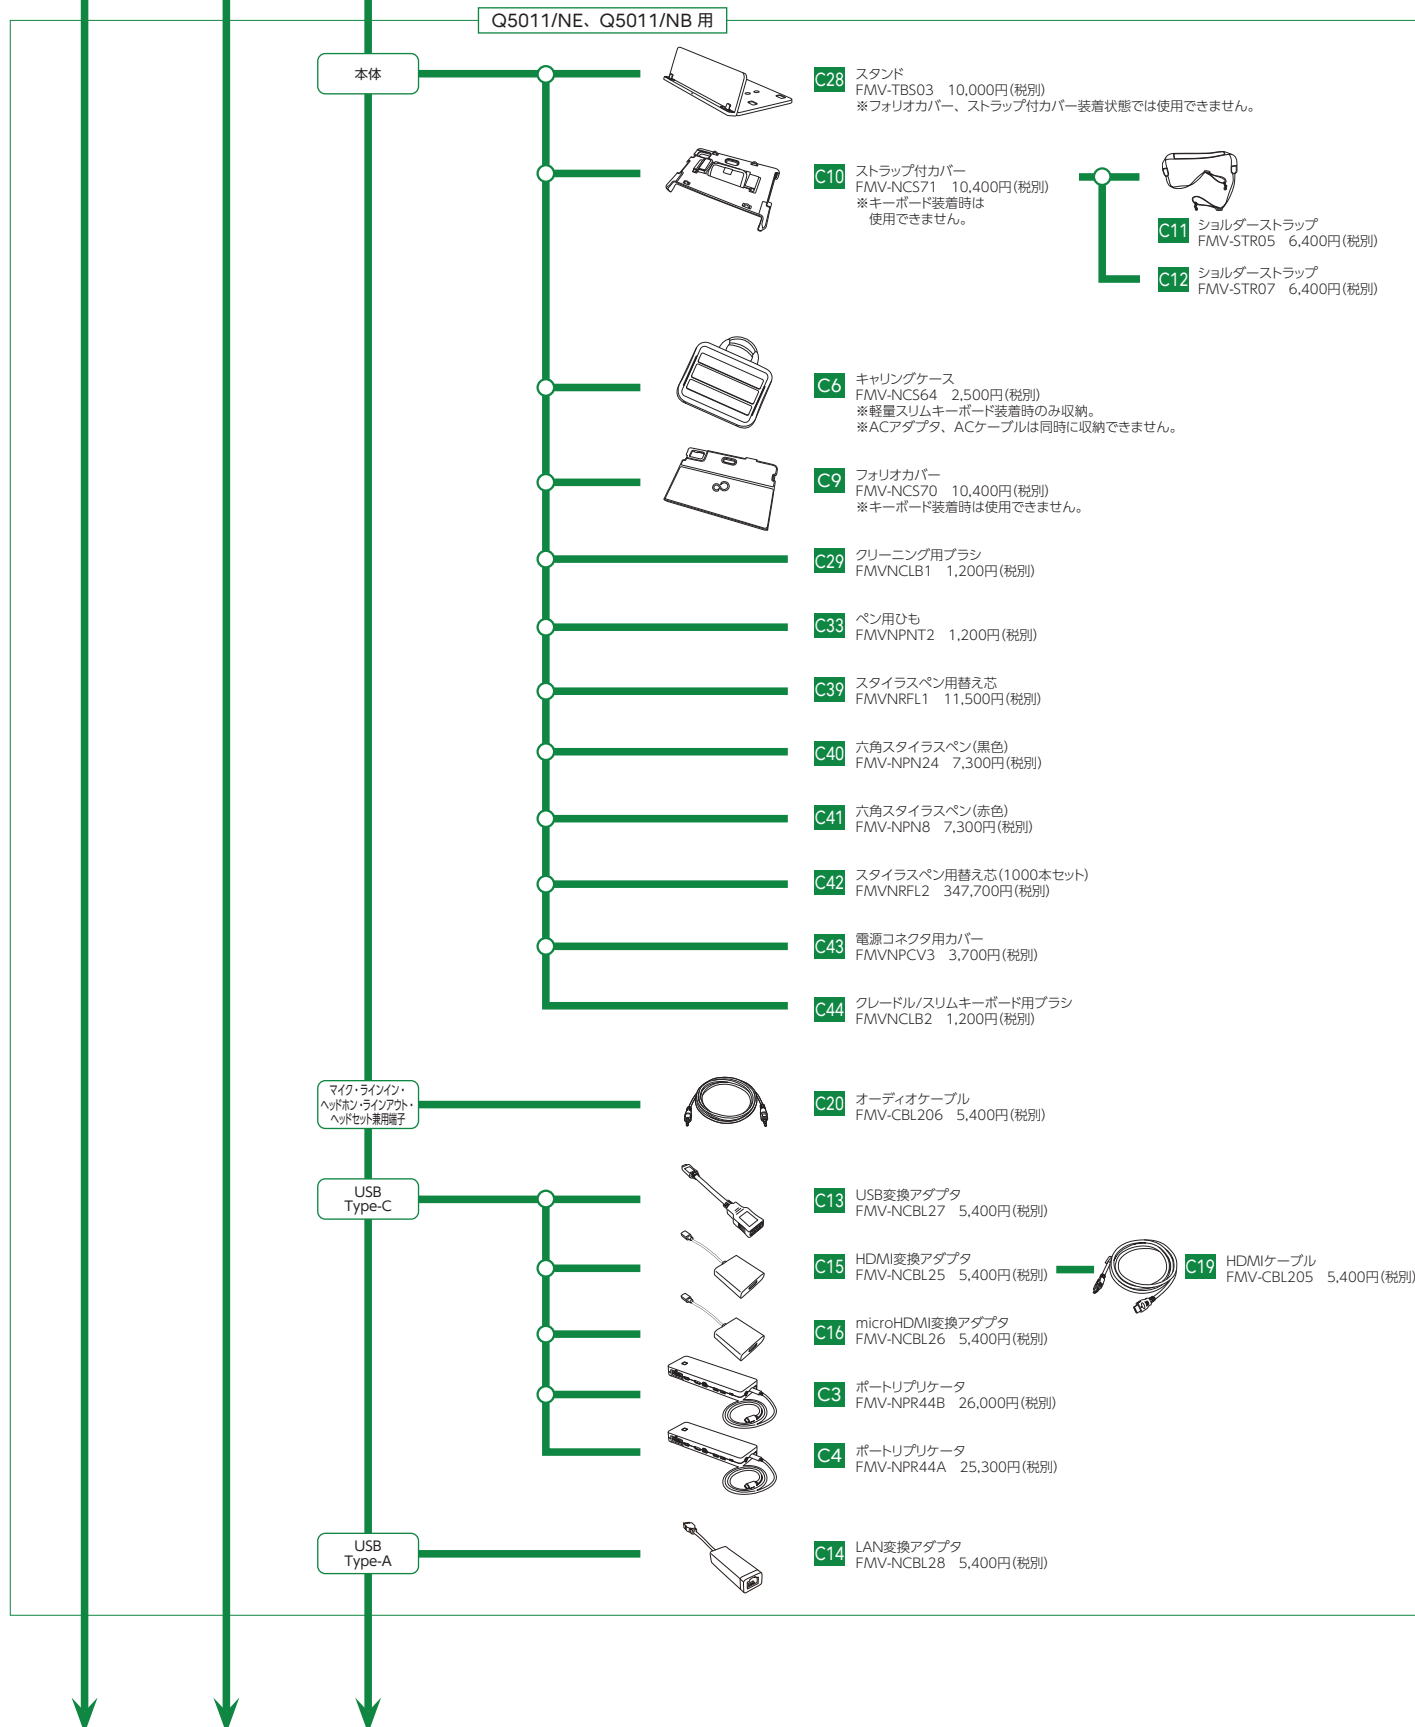 Q5011/NE、Q5011/NB 用
本体
C28 スタンド
FMV-TBS03 10,000円(税別)
※フォリオカバー、ストラップ付カバー装着状態では使用できません。
C10 ストラップ付カバー
FMV-NCS71 10,400円(税別)
※キーボード装着時は
使用できません。
C11 ショルダーストラップ
FMV-STR05 6,400円(税別)
C12 ショルダーストラップ
FMV-STR07 6,400円(税別)
C6 キャリングケース
FMV-NCS64 2,500円(税別)
※軽量スリムキーボード装着時のみ収納。
※ACアダプタ、ACケーブルは同時に収納できません。
C9 フォリオカバー
FMV-NCS70 10,400円(税別)
※キーボード装着時は使用できません。
C29 クリーニング用ブラシ
FMVNCLB1 1,200円(税別)
C33 ペン用ひも
FMVNPNT2 1,200円(税別)
C39 スタイラスペン用替え芯
FMVNRFL1 11,500円(税別)
C40 六角スタイラスペン(黒色)
FMV-NPN24 7,300円(税別)
C41 六角スタイラスペン(赤色)
FMV-NPN8 7,300円(税別)
C42 スタイラスペン用替え芯(1000本セット)
FMVNRFL2 347,700円(税別)
C43 電源コネクタ用カバー
FMVNPCV3 3,700円(税別)
C44 クレードル/スリムキーボード用ブラシ
FMVNCLB2 1,200円(税別)
マイク・ラインイン・
ヘッドホン・ラインアウト・
ヘッドセット兼用端子
C20 オーディオケーブル
FMV-CBL206 5,400円(税別)
USB
Type-C
C13 USB変換アダプタ
FMV-NCBL27 5,400円(税別)
C15 HDMI変換アダプタ
FMV-NCBL25 5,400円(税別)
C19 HDMIケーブル
FMV-CBL205 5,400円(税別)
C16 microHDMI変換アダプタ
FMV-NCBL26 5,400円(税別)
C3 ポートリプリケータ
FMV-NPR44B 26,000円(税別)
C4 ポートリプリケータ
FMV-NPR44A 25,300円(税別)
USB
Type-A
C14 LAN変換アダプタ
FMV-NCBL28 5,400円(税別)